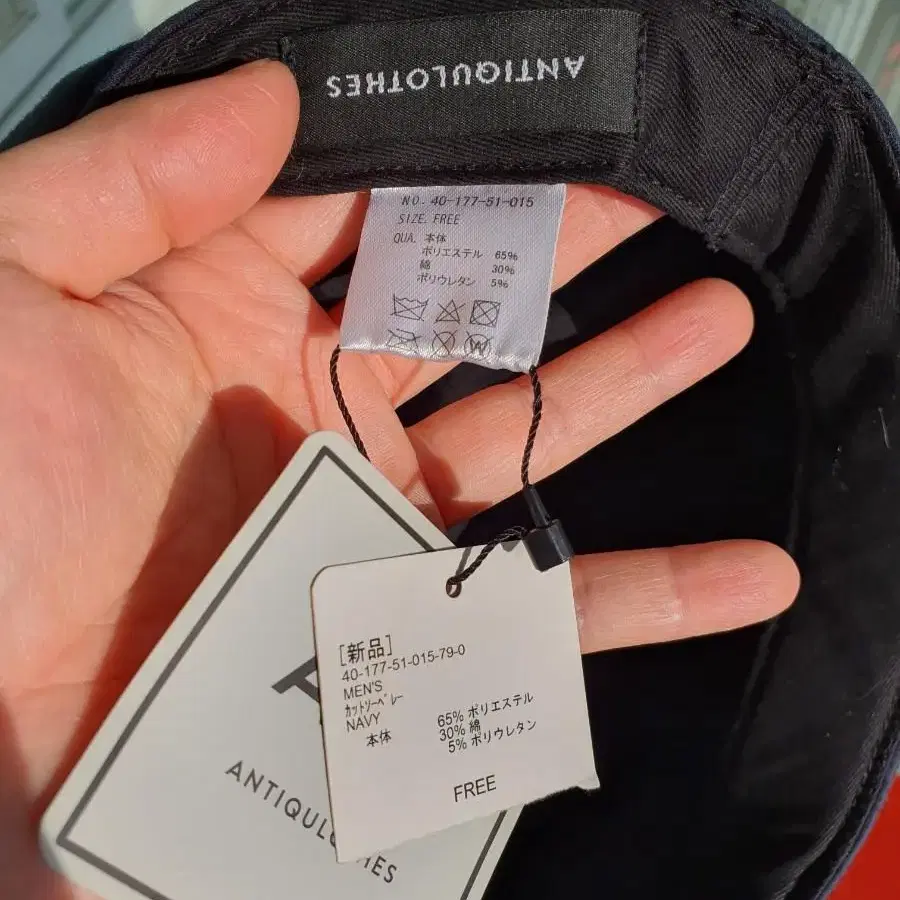 ANTIQULOTHES
NO. 40-177-51-015
SIZE. FREE
QUA. 本体
ポリエステル 65%
綿 30%
ポリウレタン 5%
W
[新品]
40-177-51-015-79-0
MEN'S
カットソーベレー
NAVY
本体 65% ポリエステル
30% 綿
5% ポリウレタン
FREE
A
ANTIQULOTHES